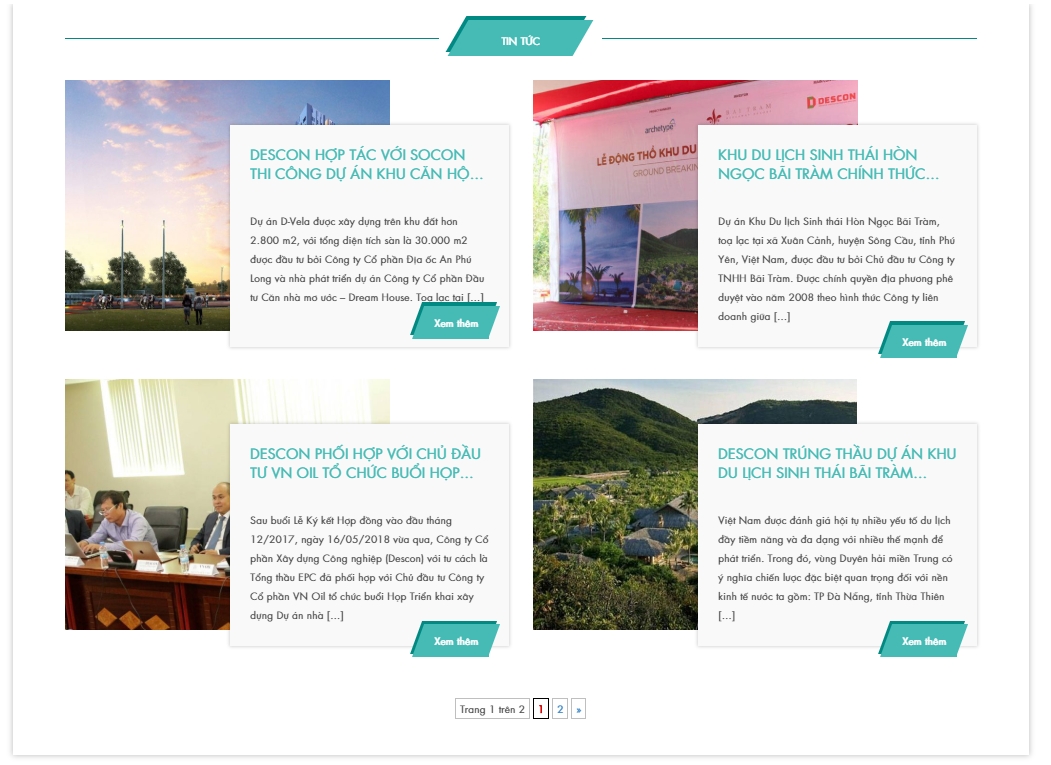 TIN TỨC
DESCON HỢP TÁC VỚI SOCON
THI CÔNG DỰ ÁN KHU CĂN HỘ...
Dự án D-Vela được xây dựng trên khu đất hơn
2.800 m2, với tổng diện tích sàn là 30.000 m2
được đầu tư bởi Công ty Cổ phần Địa ốc An Phú
Long và nhà phát triển dự án Công ty Cổ phần Đầu
tư Căn nhà mơ ước – Dream House. Tọa lạc tại [...]
Xem thêm
archetype
BAI TRAM
DESCON
LỄ ĐỘNG THỔ KHU DU
GROUND BREAKIN
KHU DU LỊCH SINH THÁI HÒN
NGỌC BÃI TRÀM CHÍNH THỨC...
Dự án Khu Du lịch Sinh thái Hòn Ngọc Bãi Tràm,
toạ lạc tại xã Xuân Cảnh, huyện Sông Cầu, tỉnh Phú
Yên, Việt Nam, được đầu tư bởi Chủ đầu tư Công ty
TNHH Bãi Tràm. Được chính quyền địa phương phê
duyệt vào năm 2008 theo hình thức Công ty liên
doanh giữa [...]
Xem thêm
DESCON PHỐI HỢP VỚI CHỦ ĐẦU
TƯ VN OIL TỔ CHỨC BUỔI HỌP...
Sau buổi Lễ Ký kết Hợp đồng vào đầu tháng
12/2017, ngày 16/05/2018 vừa qua, Công ty Cổ
phần Xây dựng Công nghiệp (Descon) với tư cách là
Tổng thầu EPC đã phối hợp với Chủ đầu tư Công ty
Cổ phần VN Oil tổ chức buổi Họp Triển khai xây
dựng Dự án nhà [...]
Xem thêm
DESCON TRÚNG THẦU DỰ ÁN KHU
DU LỊCH SINH THÁI BÃI TRÀM...
Việt Nam được đánh giá hội tụ nhiều yếu tố du lịch
đầy tiềm năng và đa dạng với nhiều thế mạnh để
phát triển. Trong đó, vùng Duyên hải miền Trung có
ý nghĩa chiến lược đặc biệt quan trọng đối với nền
kinh tế nước ta gồm: TP Đà Nẵng, tỉnh Thừa Thiên
[...]
Xem thêm
Trang 1 trên 2 1 2 »